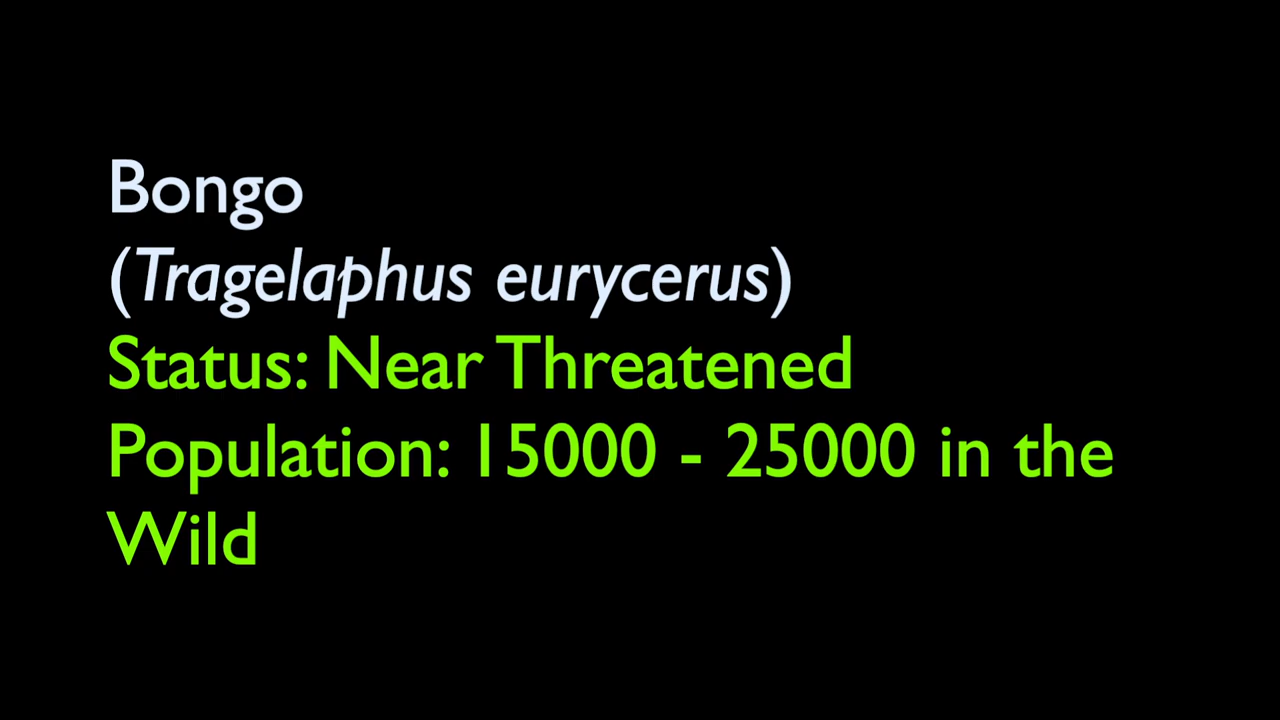 Bongo
(Tragelaphus eurycerus)
Status: Near Threatened
Population: 15000 - 25000 in the
Wild